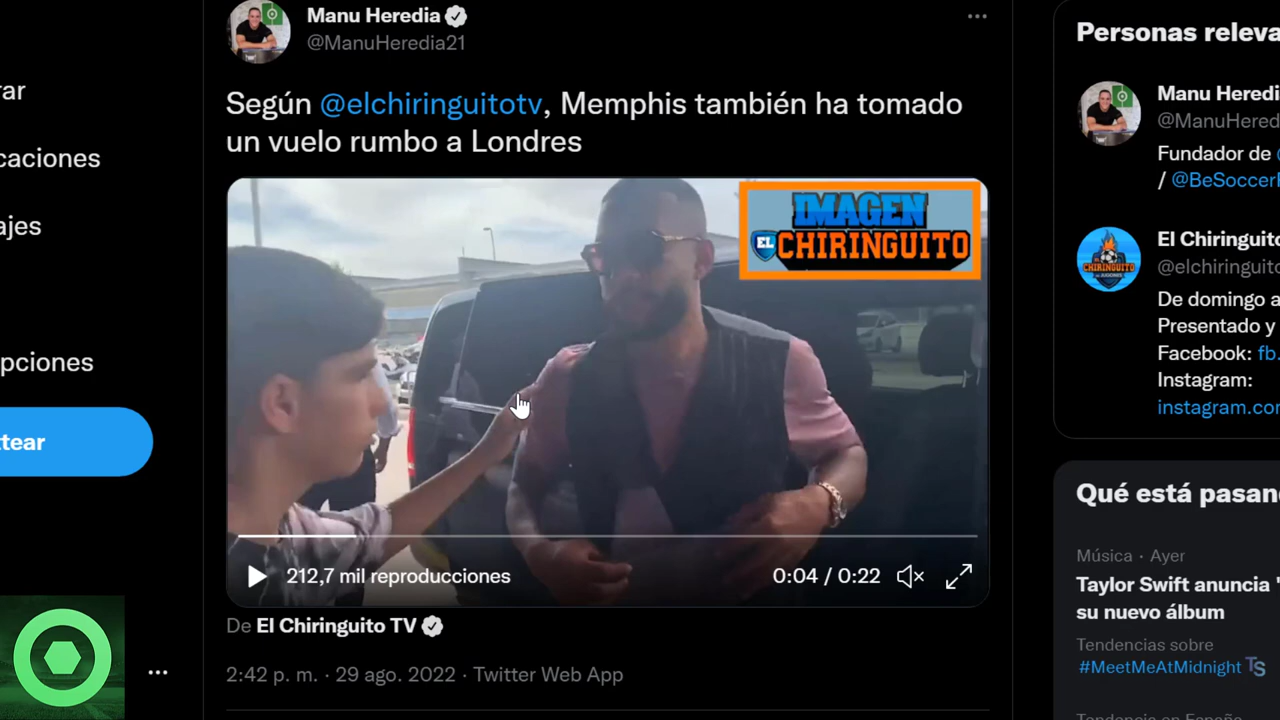 Manu Heredia
@ManuHeredia21
Según @elchiringuitotv, Memphis también ha tomado
un vuelo rumbo a Londres
IMAGEN
EL CHIRINGUITO
212,7 mil reproducciones
0:04 / 0:22
De El Chiringuito TV
2:42 p. m. · 29 ago. 2022 · Twitter Web App
ar
caciones
ajes
pciones
tear
Personas releva
Manu Heredi
@ManuHered
Fundador de
/ @BeSoccer
El Chiringuito
@elchiringuito
CHIRINGUITO
De domingo a
Presentado y
Facebook: fb.
Instagram:
instagram.co
Qué está pasan
Música · Ayer
Taylor Swift anuncia '
su nuevo álbum
Tendencias sobre
#MeetMeAtMidnight TS